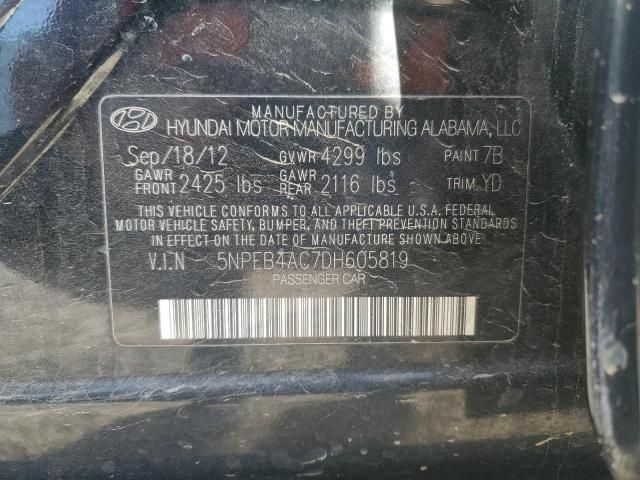 MANUFACTURED BY
HYUNDAI MOTOR MANUFACTURING ALABAMA, LLC
Sep/18/12 GVWR 4299 lbs PAINT 7B
GAWR FRONT 2425 lbs GAWR REAR 2116 lbs TRIM YD
THIS VEHICLE CONFORMS TO ALL APPLICABLE U.S.A. FEDERAL
MOTOR VEHICLE SAFETY, BUMPER, AND THEFT PREVENTION STANDARDS
IN EFFECT ON THE DATE OF MANUFACTURE SHOWN ABOVE.
V.I.N 5NPEB4AC7DH605819
PASSENGER CAR